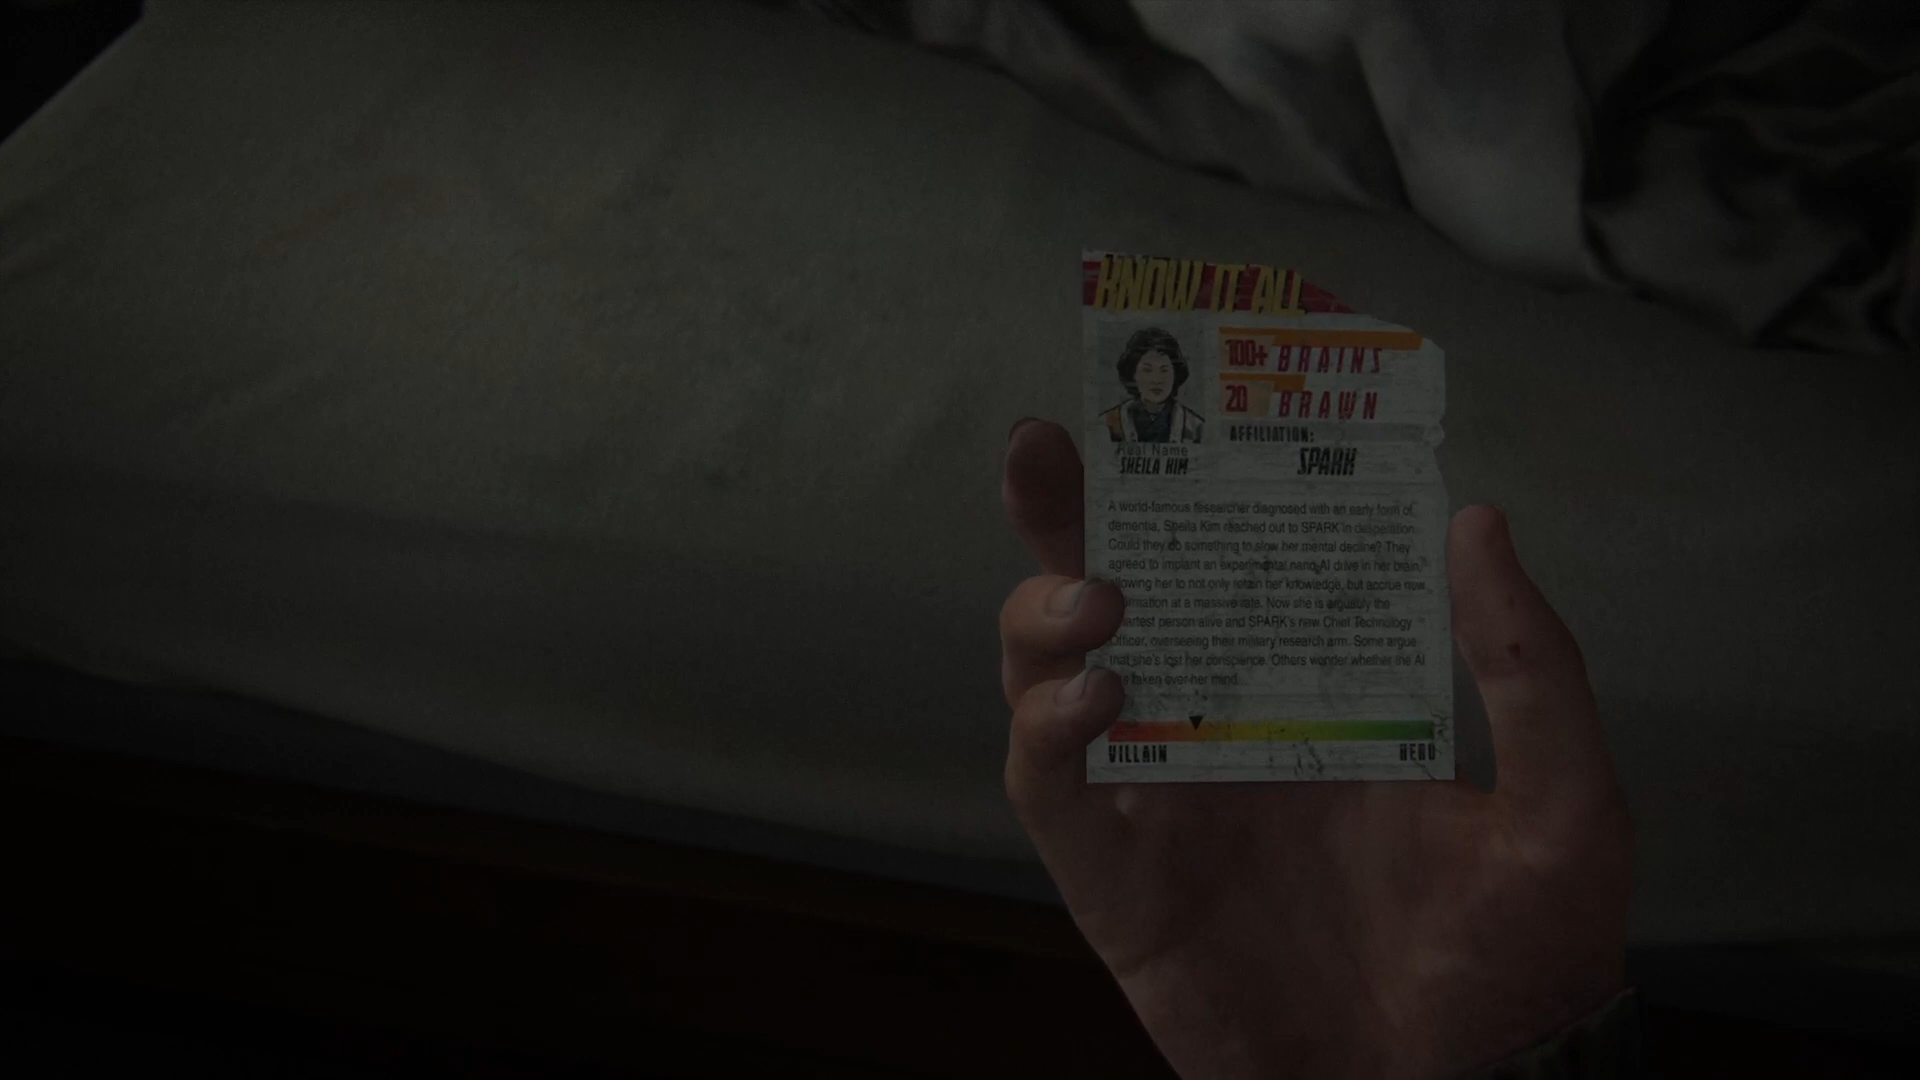 KNOW IT ALL
100+ BRAINS
20 BRAWN
AFFILIATION:
SPARK
Real Name
SHEILA KIM
A world-famous researcher diagnosed with an early form of
dementia, Sheila Kim reached out to SPARK in desperation.
Could they do something to slow her mental decline? They
agreed to implant an experimental nano AI drive in her brain,
allowing her to not only retain her knowledge, but accrue new
ormation at a massive rate. Now she is arguably the
artest person alive and SPARK's new Chief Technology
Officer, overseeing their military research arm. Some argue
that she's lost her conscience. Others wonder whether the AI
s taken over her mind.
VILLAIN
HERO